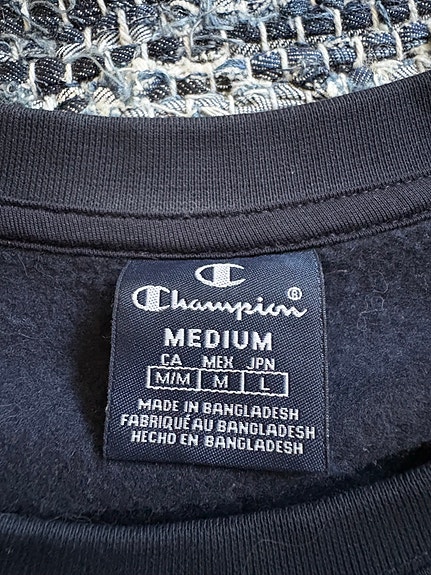 Champion®
MEDIUM
CA MEX JPN
M/M M L
MADE IN BANGLADESH
FABRIQUÉ AU BANGLADESH
HECHO EN BANGLADESH